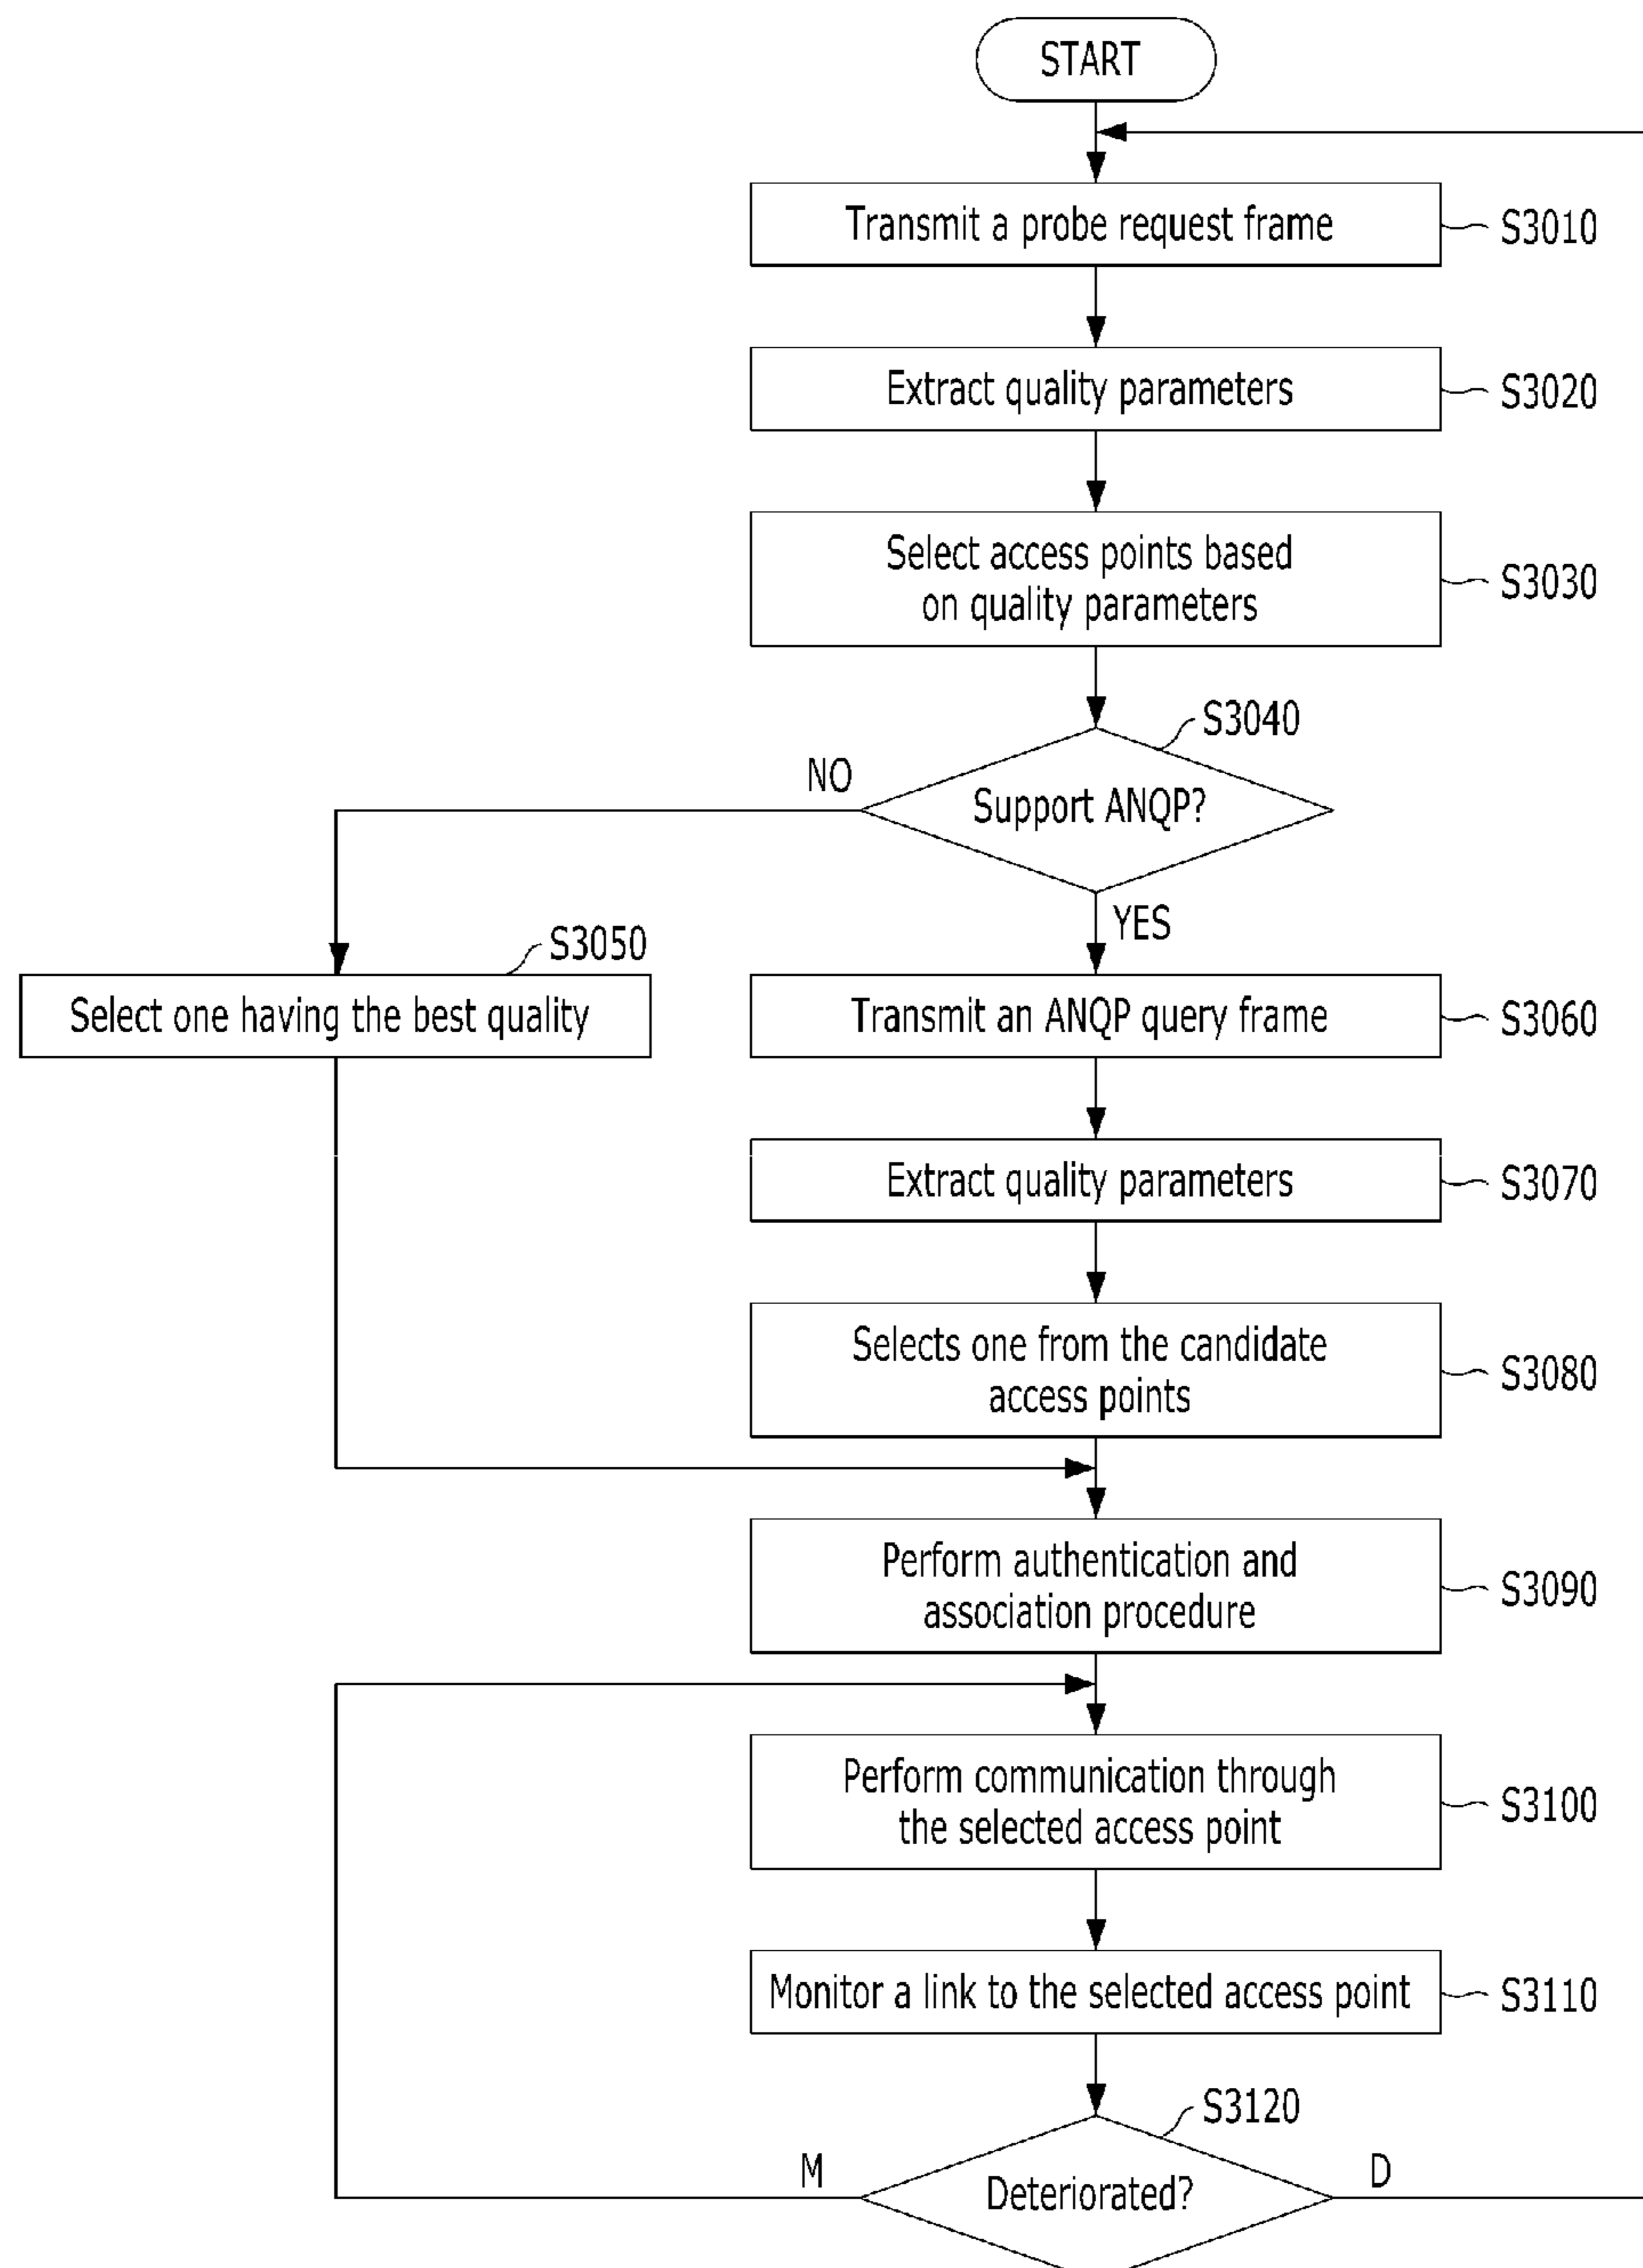 START
Transmit a probe request frame
S3010
Extract quality parameters
S3020
Select access points based
on quality parameters
S3030
S3040
NO
Support ANQP?
YES
S3050
Select one having the best quality
Transmit an ANQP query frame
S3060
Extract quality parameters
S3070
Selects one from the candidate
access points
S3080
Perform authentication and
association procedure
S3090
Perform communication through
the selected access point
S3100
Monitor a link to the selected access point
S3110
S3120
M
Deteriorated?
D